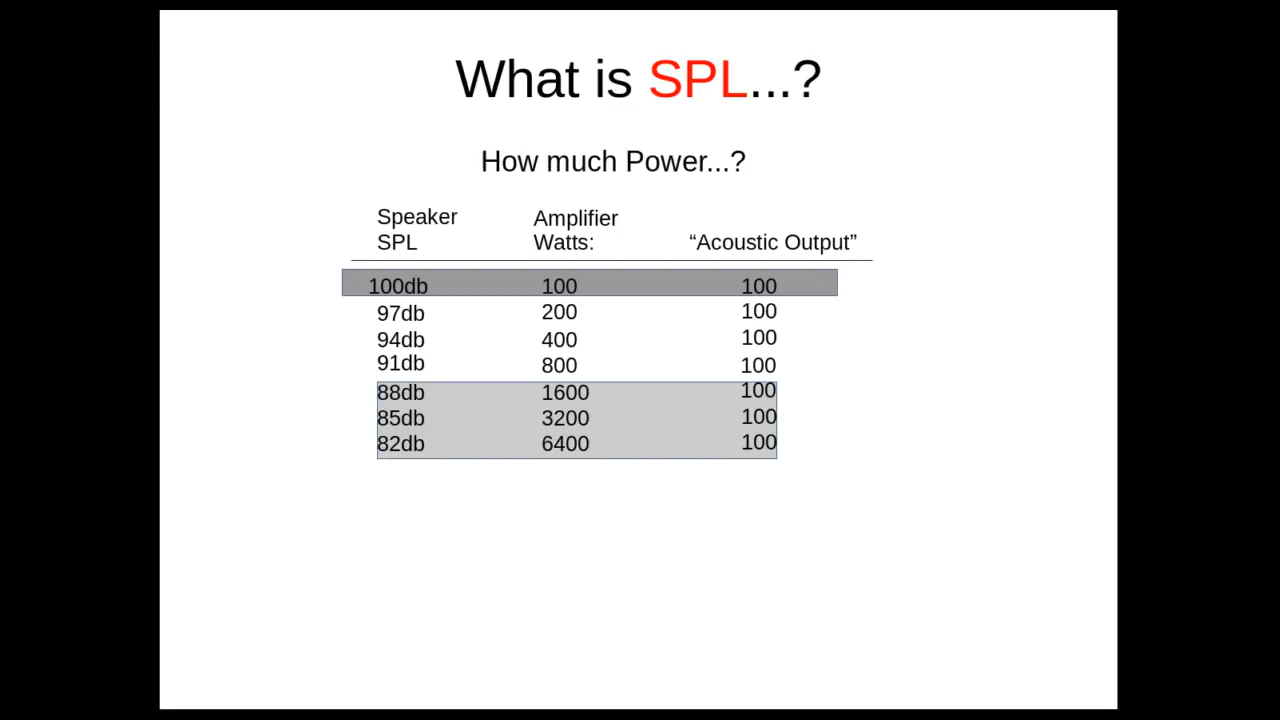 What is SPL...?
How much Power...?
Speaker SPL Amplifier Watts: “Acoustic Output”
100db 100 100
97db 200 100
94db 400 100
91db 800 100
88db 1600 100
85db 3200 100
82db 6400 100